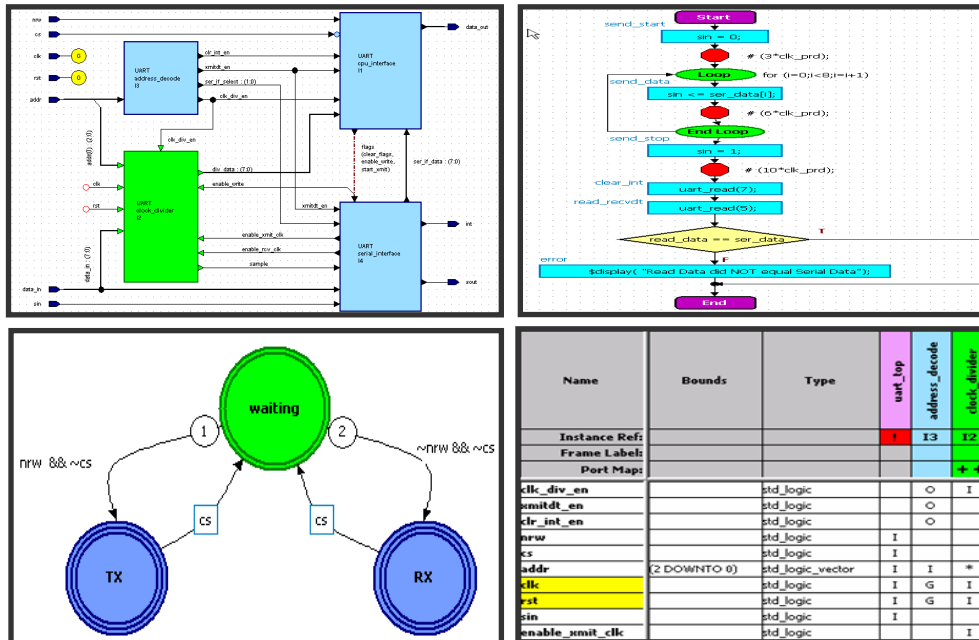 nrw
cs
clk
0
rst
0
addr
UART
address_decode
I3
clr_int_en
xmitdt_en
ser_if_select : (1:0)
clk_div_en
UART
cpu_interface
I1
data_out
clk_div_en
clk
rst
UART
clock_divider
I2
div_data : (7:0)
enable_write
flags
(clear_flags,
enable_write,
start_xmit)
ser_if_data : (7:0)
xmitdt_en
enable_xmit_clk
enable_rcv_clk
sample
UART
serial_interface
I4
int
sout
data_in : (7:0)
data_in
sin
Start
send_start
sin = 0;
# (3*clk_prd);
Loop
for (i=0;i<8;i=i+1)
send_data
sin <= ser_data[i];
# (6*clk_prd);
End Loop
send_stop
sin = 1;
# (10*clk_prd);
clear_int
uart_read(7);
read_recvdt
uart_read(5);
read_data == ser_data
T
F
error
$display( "Read Data did NOT equal Serial Data");
End
waiting
1
2
nrw && ~cs
~nrw && ~cs
cs
cs
TX
RX
Name Bounds Type uart_top address_decode clock_divider
Instance Ref: ! I3 I2
Frame Label:
Port Map: + +
clk_div_en std_logic O I
xmitdt_en std_logic O
clr_int_en std_logic O
nrw std_logic I
cs std_logic I
addr (2 DOWNTO 0) std_logic_vector I I *
clk std_logic I G I
rst std_logic I G I
sin std_logic I
enable_xmit_clk std_logic I